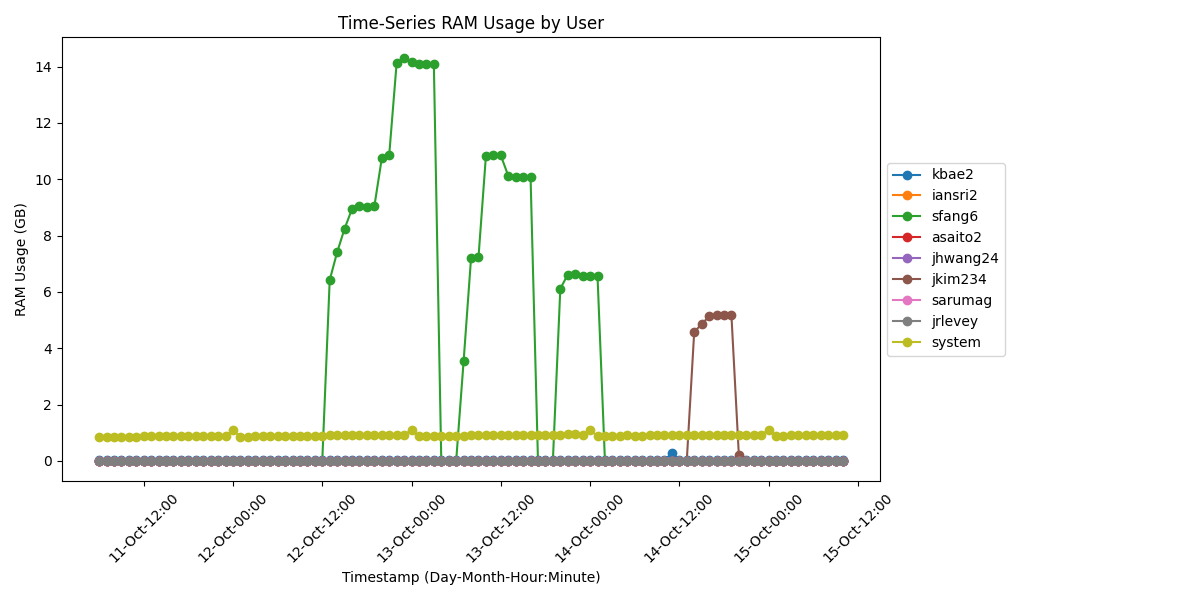 Time-Series RAM Usage by User
RAM Usage (GB)
14
12
10
8
6
4
2
0
11-Oct-12:00
12-Oct-00:00
12-Oct-12:00
13-Oct-00:00
13-Oct-12:00
14-Oct-00:00
14-Oct-12:00
15-Oct-00:00
15-Oct-12:00
Timestamp (Day-Month-Hour:Minute)
kbae2
iansri2
sfang6
asaito2
jhwang24
jkim234
sarumag
jrlevey
system